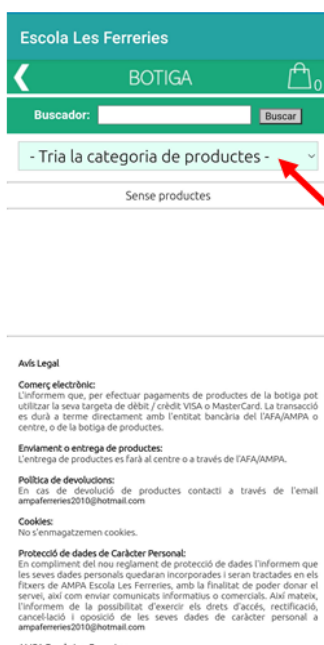 Escola Les Ferreries
BOTIGA
0
Buscador:
Buscar
- Tria la categoria de productes -
Sense productes
Avís Legal
Comerç electrònic:
L'informem que, per efectuar pagaments de productes de la botiga pot
utilitzar la seva targeta de dèbit / crèdit VISA o MasterCard. La transacció
es durà a terme directament amb l'entitat bancària del l'AFA/AMPA o
centre, o de la botiga de productes.
Enviament o entrega de productes:
L'entrega de productes es farà al centre o a través de l'AFA/AMPA.
Política de devolucions:
En cas de devolució de productes contacti a través de l'email
ampaferreries2010@hotmail.com
Cookies:
No s'enmagatzemen cookies.
Protecció de dades de Caràcter Personal:
En compliment del nou reglament de protecció de dades l'informem que
les seves dades personals quedaran incorporades i seran tractades en els
fitxers de AMPA Escola Les Ferreries, amb la finalitat de poder donar el
servei, així com enviar comunicats informatius o comercials. Així mateix,
l'informem de la possibilitat d'exercir els drets d'accés, rectificació,
cancel·lació i oposició de les seves dades de caràcter personal a
ampaferreries2010@hotmail.com